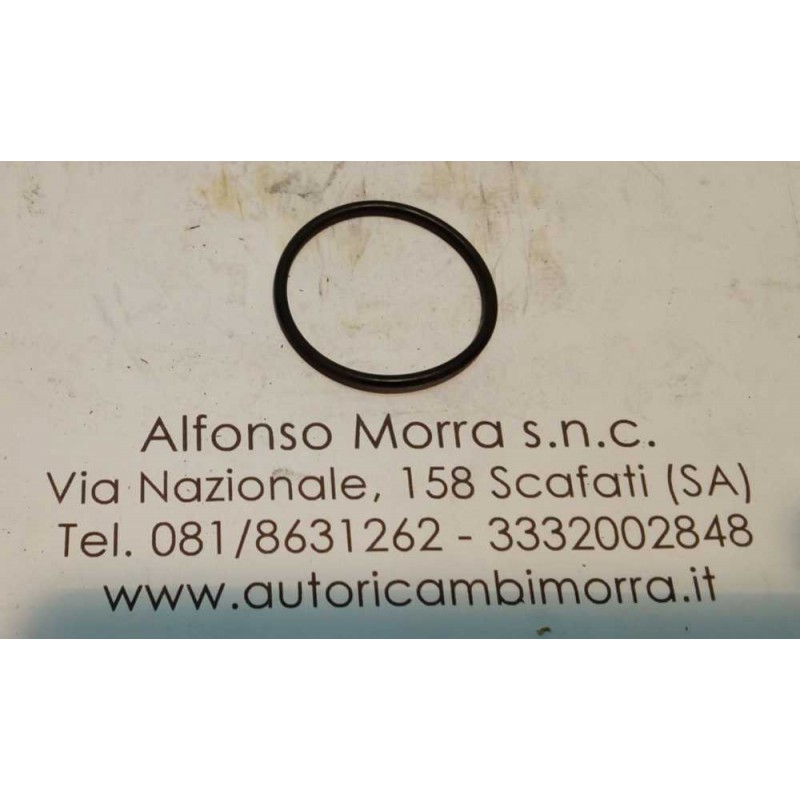 Alfonso Morra s.n.c.
Via Nazionale, 158 Scafati (SA)
Tel. 081/8631262 - 3332002848
www.autoricambimorra.it